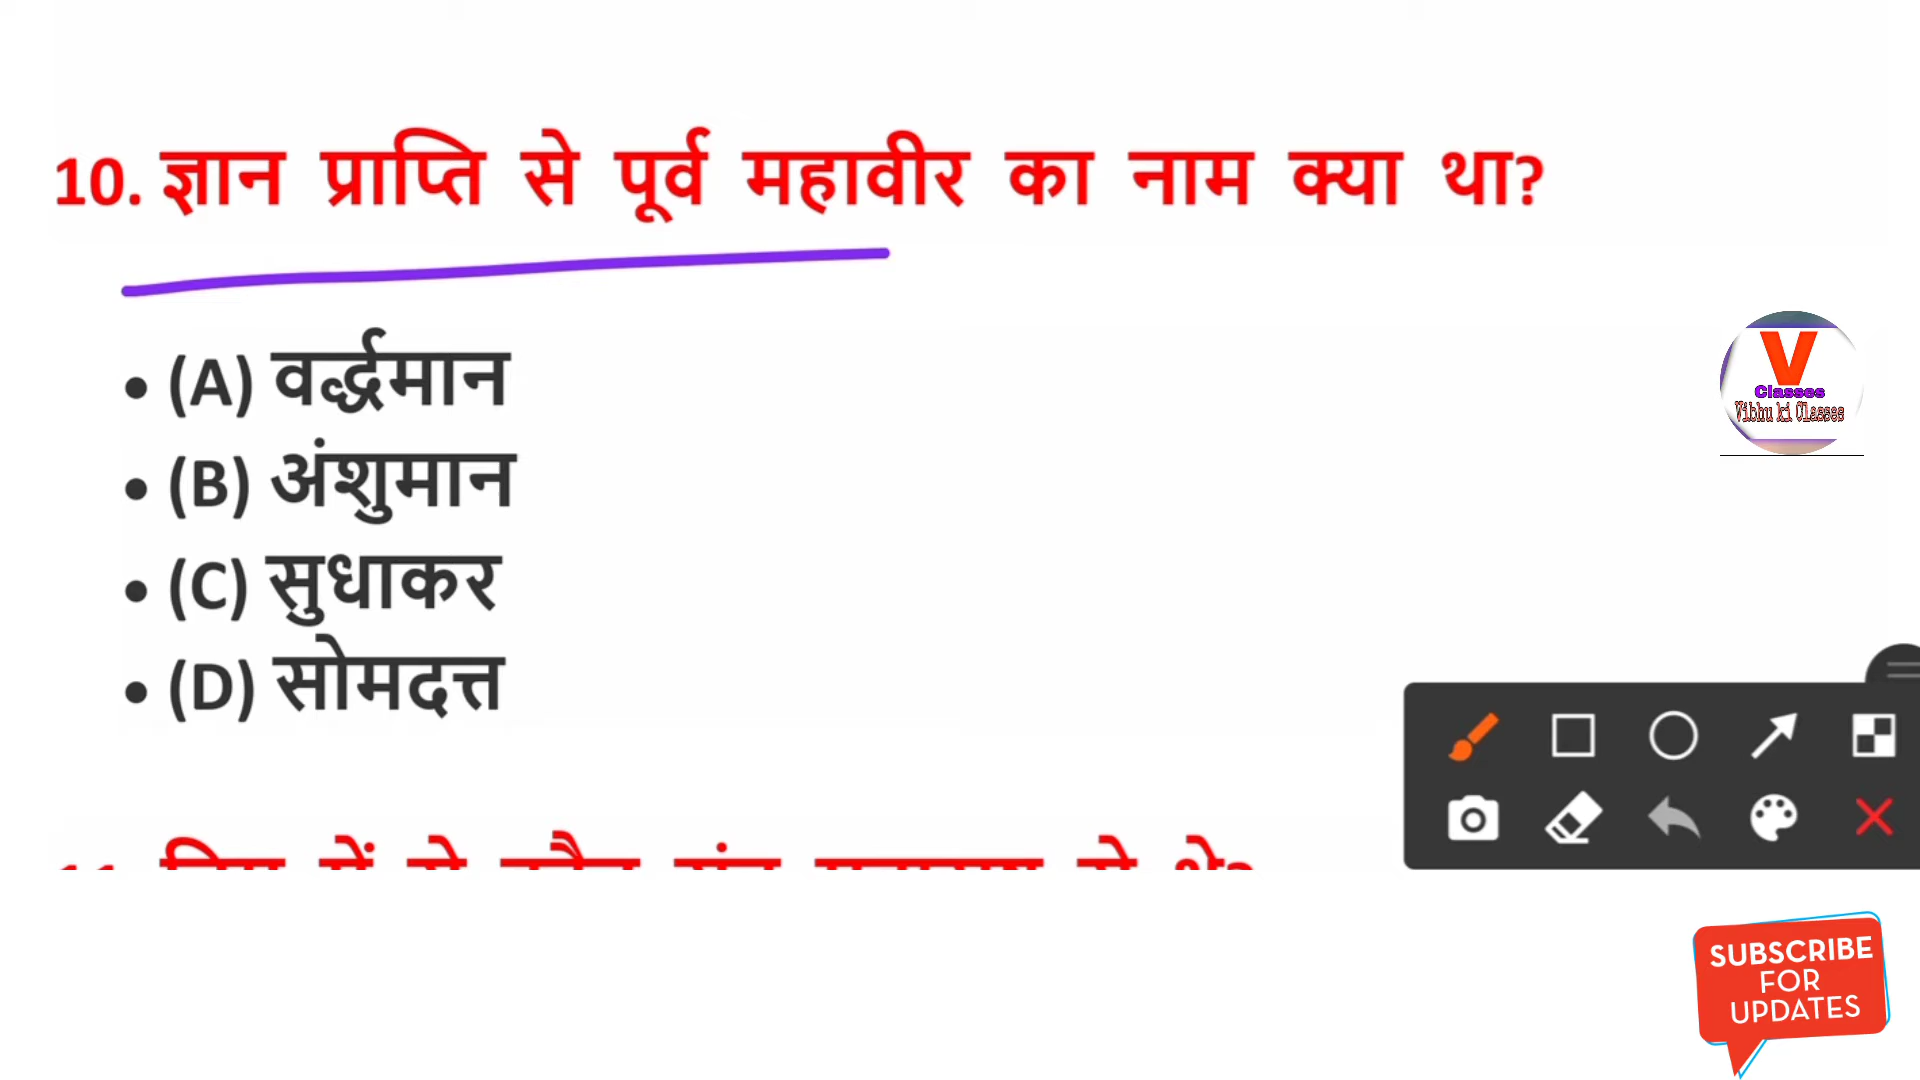 10. ज्ञान प्राप्ति से पूर्व महावीर का नाम क्या था?
• (A) वर्द्धमान
• (B) अंशुमान
• (C) सुधाकर
• (D) सोमदत्त
V
Classes
Vibhu ki Classes
SUBSCRIBE
FOR
UPDATES